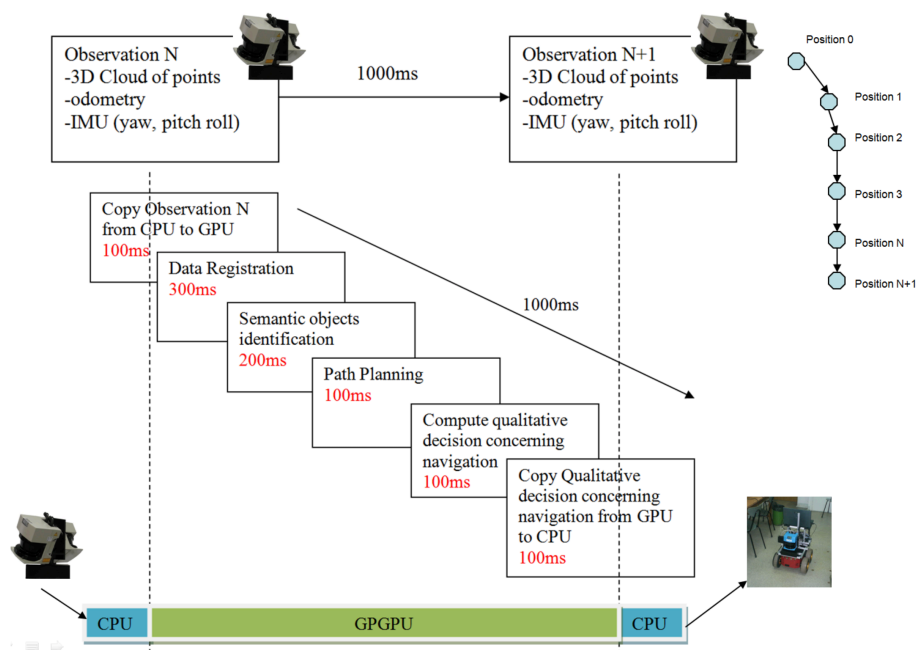 Observation N
-3D Cloud of points
-odometry
-IMU (yaw, pitch roll)
1000ms
Observation N+1
-3D Cloud of points
-odometry
-IMU (yaw, pitch roll)
Position 0
Position 1
Position 2
Position 3
Position N
Position N+1
Copy Observation N
from CPU to GPU
100ms
Data Registration
300ms
Semantic objects
identification
200ms
Path Planning
100ms
Compute qualitative
decision concerning
navigation
100ms
Copy Qualitative
decision concerning
navigation from GPU
to CPU
100ms
1000ms
CPU
GPGPU
CPU